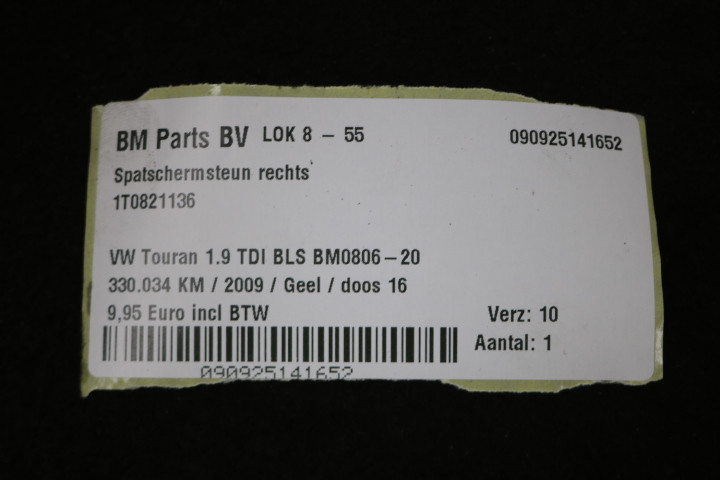 BM Parts BV LOK 8 - 55 090925141652
Spatschermsteun rechts
1T0821136
VW Touran 1.9 TDI BLS BM0806-20
330.034 KM / 2009 / Geel / doos 16
9,95 Euro incl BTW Verz: 10
Aantal: 1
090925141652